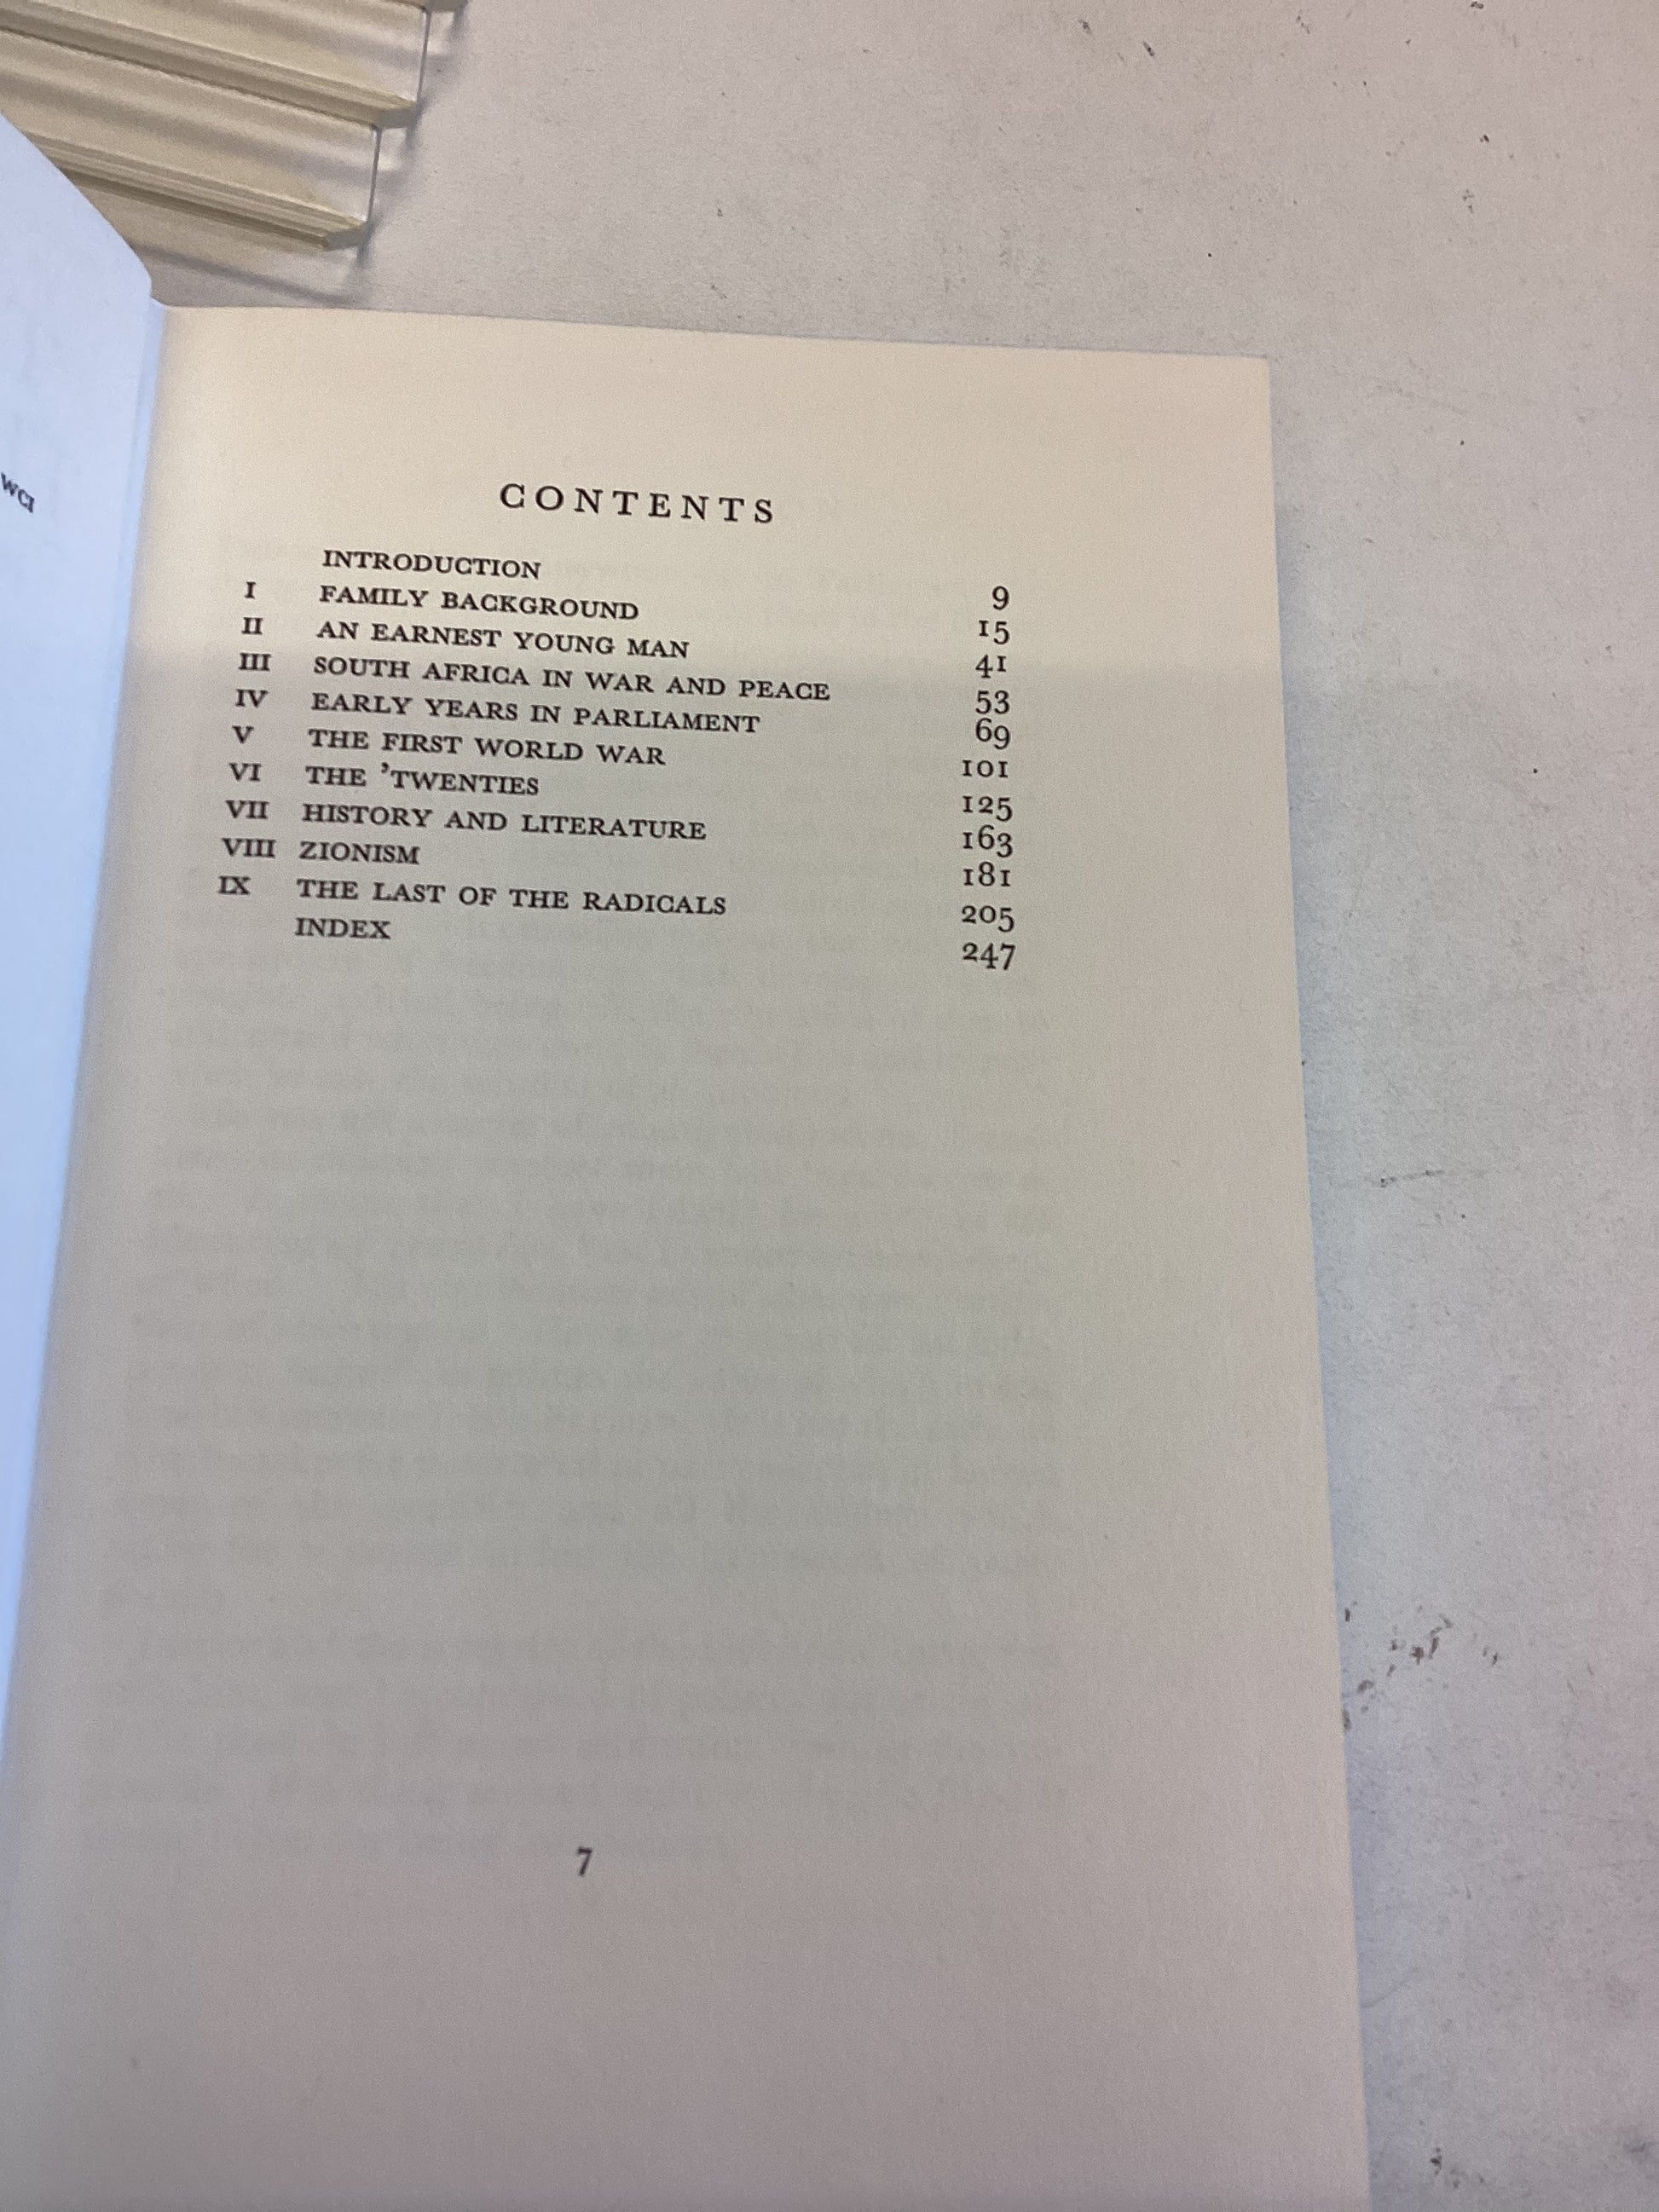 WCI
CONTENTS
INTRODUCTION 9
I FAMILY BACKGROUND 15
II AN EARNEST YOUNG MAN 41
III SOUTH AFRICA IN WAR AND PEACE 53
IV EARLY YEARS IN PARLIAMENT 69
V THE FIRST WORLD WAR 101
VI THE 'TWENTIES 125
VII HISTORY AND LITERATURE 163
VIII ZIONISM 181
IX THE LAST OF THE RADICALS 205
INDEX 247
7